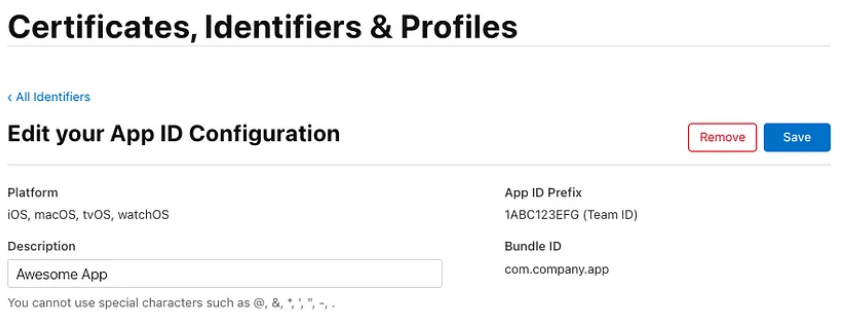 Certificates, Identifiers & Profiles
‹ All Identifiers
Edit your App ID Configuration
Remove
Save
Platform
App ID Prefix
iOS, macOS, tvOS, watchOS
1ABC123EFG (Team ID)
Description
Bundle ID
Awesome App
com.company.app
You cannot use special characters such as @, &, *, ', ", -, .